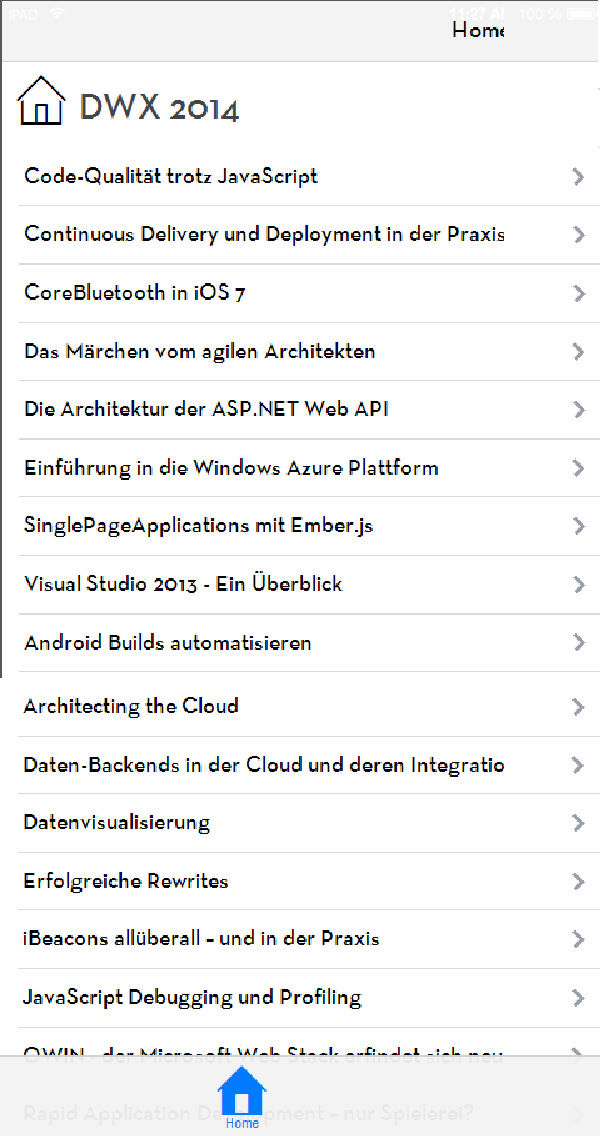 iPAD 11:27 AM 100 %
Home
DWX 2014
Code-Qualität trotz JavaScript
Continuous Delivery und Deployment in der Praxis
CoreBluetooth in iOS 7
Das Märchen vom agilen Architekten
Die Architektur der ASP.NET Web API
Einführung in die Windows Azure Plattform
SinglePageApplications mit Ember.js
Visual Studio 2013 - Ein Überblick
Android Builds automatisieren
Architecting the Cloud
Daten-Backends in der Cloud und deren Integratio
Datenvisualisierung
Erfolgreiche Rewrites
iBeacons allüberall – und in der Praxis
JavaScript Debugging und Profiling
OWIN - der Microsoft Web Stack erfindet sich neu
Rapid Application Development – nur Spielerei?
Home